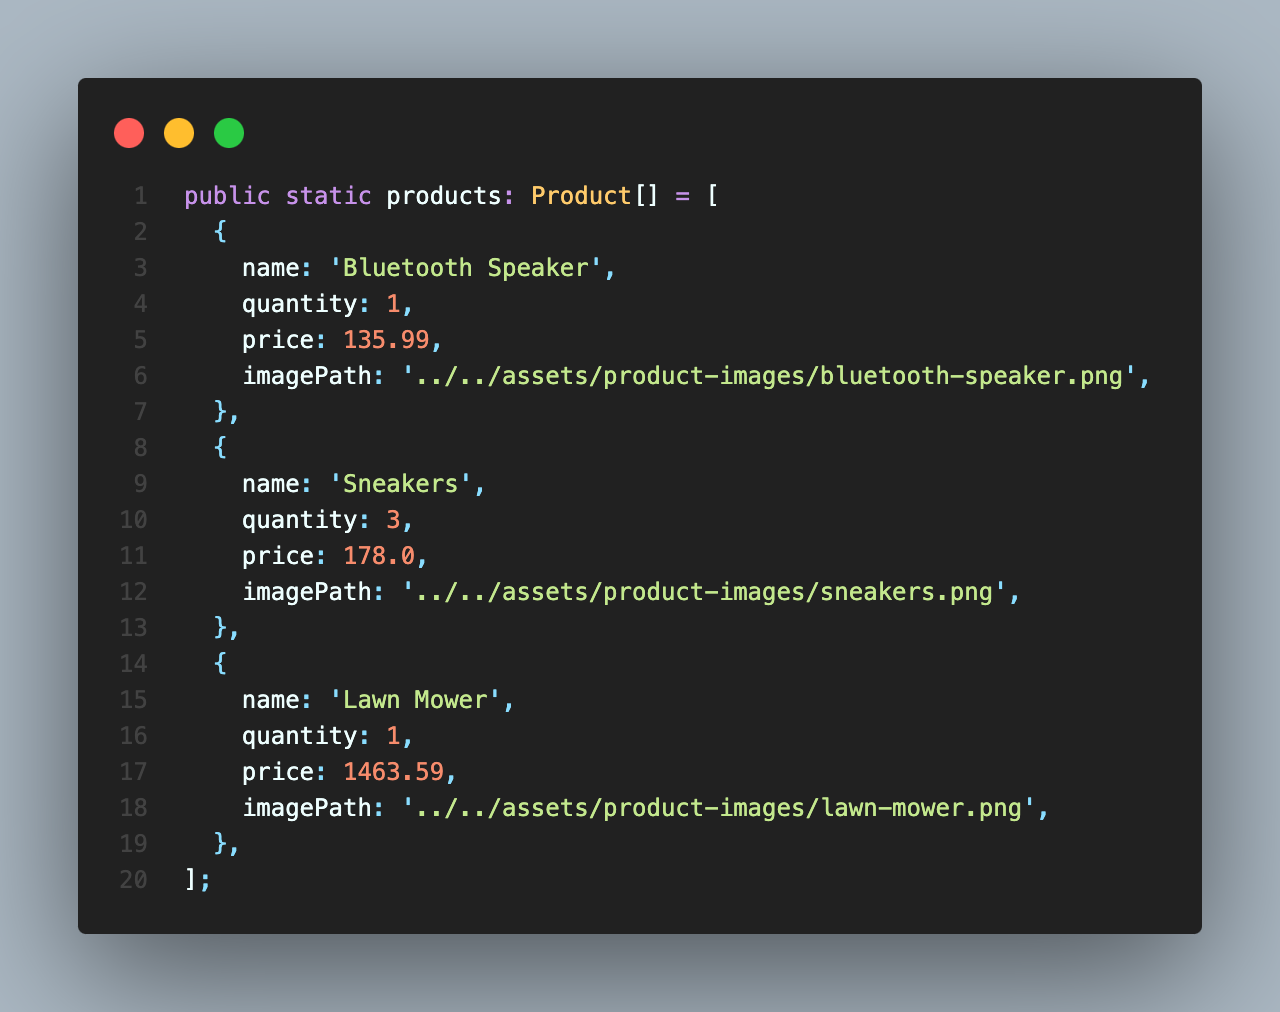 1 public static products: Product[] = [
2   {
3     name: 'Bluetooth Speaker',
4     quantity: 1,
5     price: 135.99,
6     imagePath: '../../assets/product-images/bluetooth-speaker.png',
7   },
8   {
9     name: 'Sneakers',
10     quantity: 3,
11     price: 178.0,
12     imagePath: '../../assets/product-images/sneakers.png',
13   },
14   {
15     name: 'Lawn Mower',
16     quantity: 1,
17     price: 1463.59,
18     imagePath: '../../assets/product-images/lawn-mower.png',
19   },
20 ];